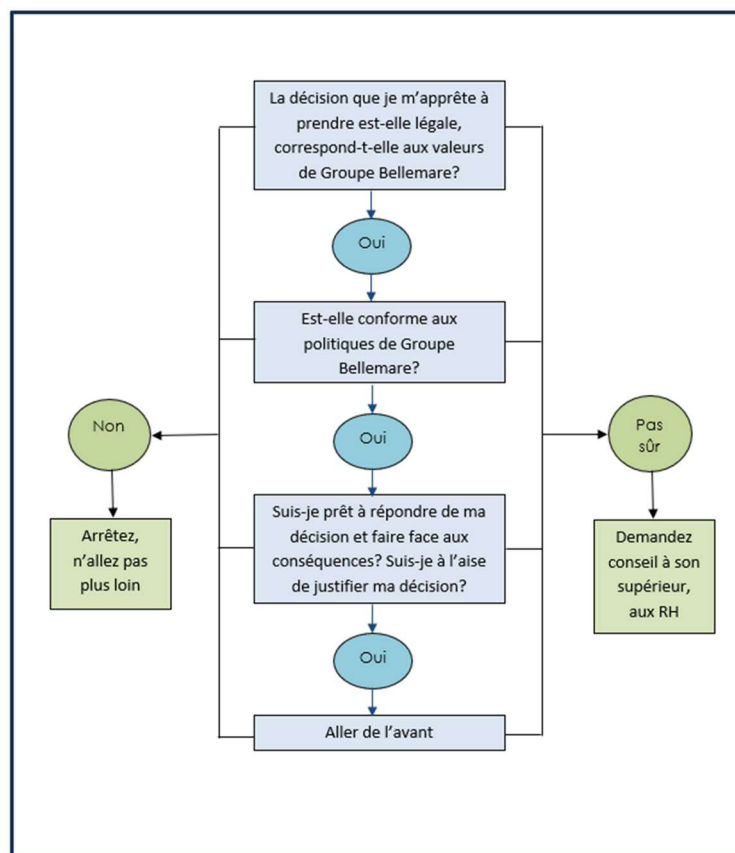 La décision que je m’apprête à
prendre est-elle légale,
correspond-t-elle aux valeurs
de Groupe Bellemare?
Oui
Est-elle conforme aux
politiques de Groupe
Bellemare?
Non
Oui
Pas
sûr
Arrêtez,
n’allez pas
plus loin
Suis-je prêt à répondre de ma
décision et faire face aux
conséquences? Suis-je à l’aise
de justifier ma décision?
Demandez
conseil à son
supérieur,
aux RH
Oui
Aller de l’avant